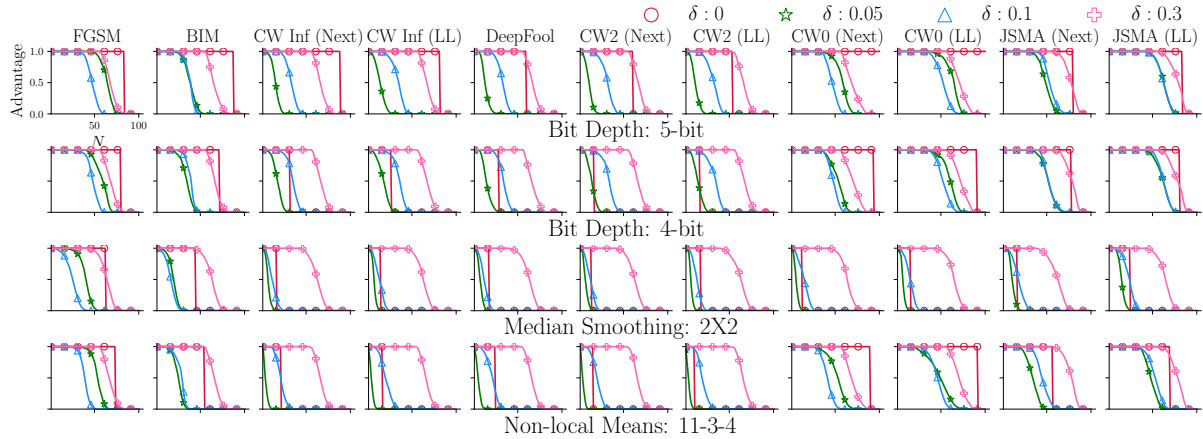 δ : 0 δ : 0.05 δ : 0.1 δ : 0.3
FGSM BIM CW Inf (Next) CW Inf (LL) DeepFool CW2 (Next) CW2 (LL) CW0 (Next) CW0 (LL) JSMA (Next) JSMA (LL)
Advantage
1.0
0.5
0.0
50 100
N
Bit Depth: 5-bit
Bit Depth: 4-bit
Median Smoothing: 2X2
Non-local Means: 11-3-4